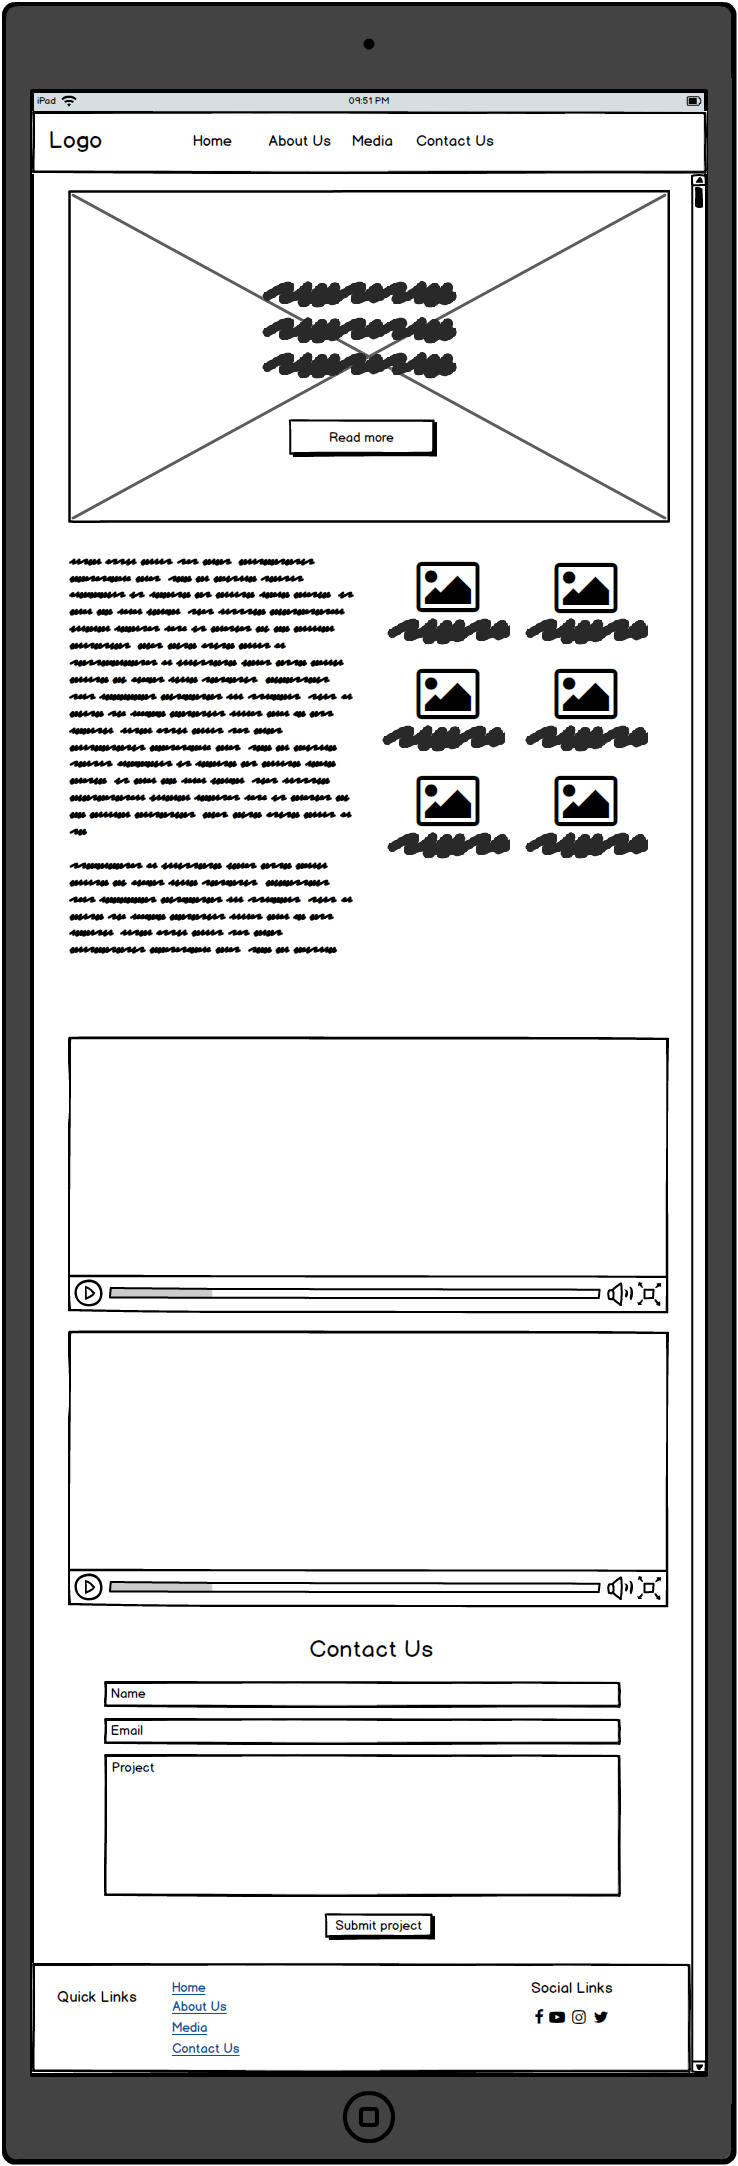 iPad 09:51 PM
Logo Home About Us Media Contact Us
Read more
Contact Us
Name
Email
Project
Submit project
Quick Links
Home
About Us
Media
Contact Us
Social Links